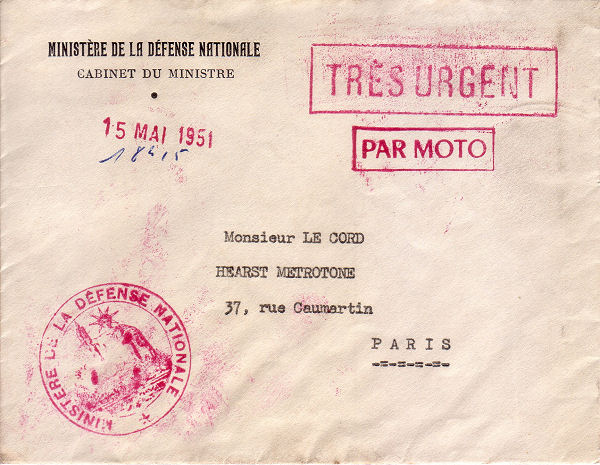 MINISTÈRE DE LA DÉFENSE NATIONALE
CABINET DU MINISTRE
TRÈS URGENT
15 MAI 1951
18h15
PAR MOTO
Monsieur LE CORD
HEARST METROTONE
37, rue Caumartin
PARIS
-=-=-=-=-
MINISTÈRE DE LA DÉFENSE NATIONALE